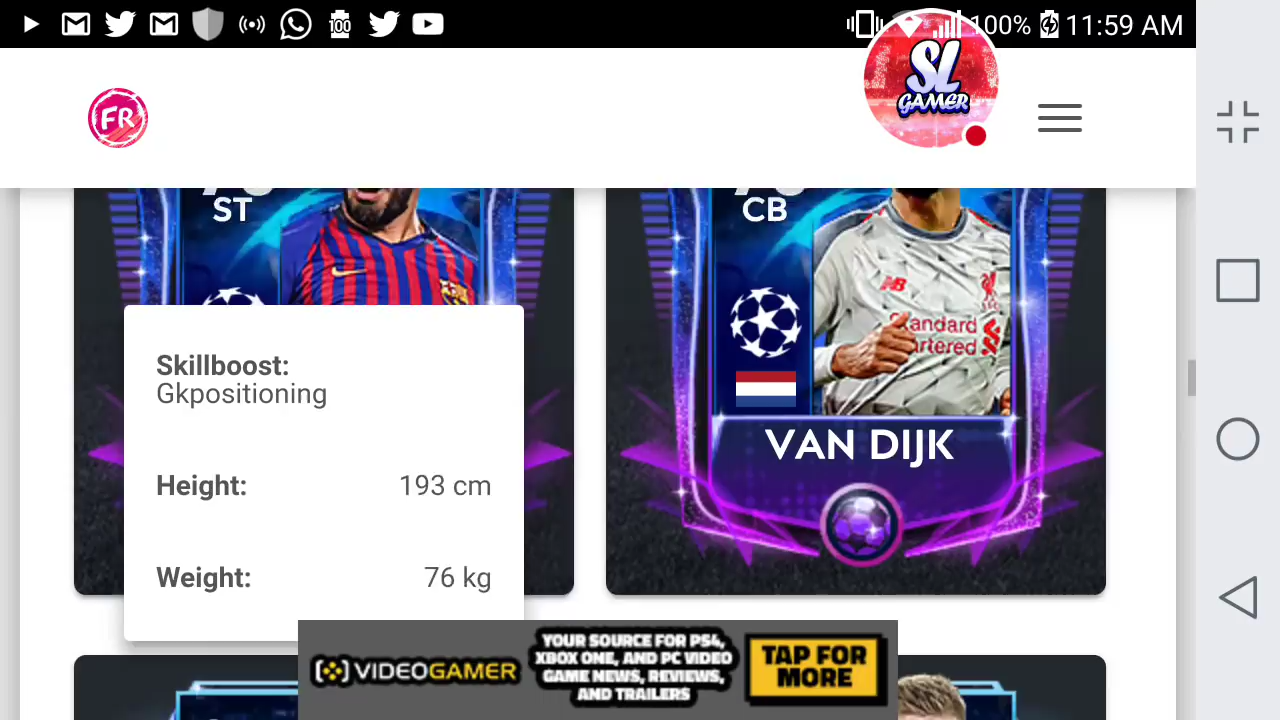 100
100%
11:59 AM
FR
SL
GAMER
ST
CB
NB
Standard
Chartered
VAN DIJK
Skillboost:
Gkpositioning
Height: 193 cm
Weight: 76 kg
VIDEOGAMER
YOUR SOURCE FOR PS4,
XBOX ONE, AND PC VIDEO
GAME NEWS, REVIEWS,
AND TRAILERS
TAP FOR
MORE